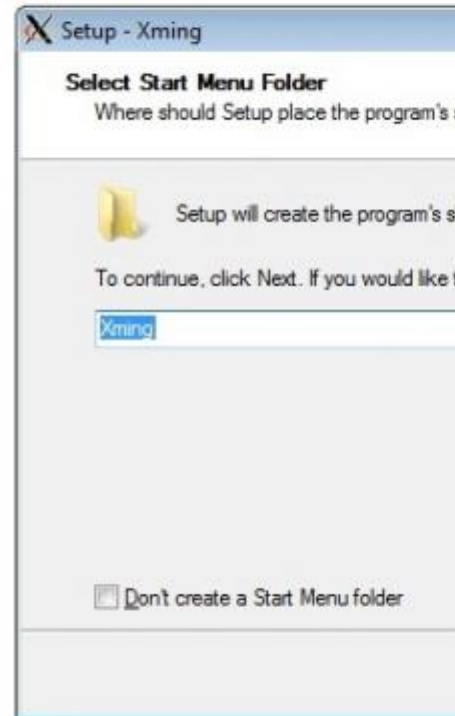 Setup - Xming
Select Start Menu Folder
Where should Setup place the program's
Setup will create the program's
To continue, click Next. If you would like
Xming
Don't create a Start Menu folder